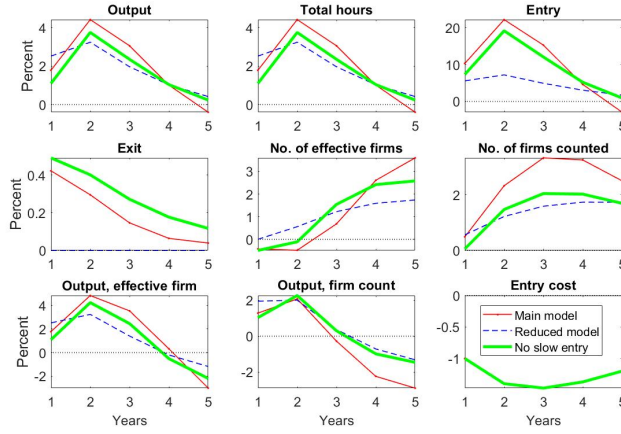 Output
Total hours
Entry
Percent
4
2
0
1 2 3 4 5
4
2
0
1 2 3 4 5
20
10
0
1 2 3 4 5
Exit
No. of effective firms
No. of firms counted
Percent
0.4
0.2
0
1 2 3 4 5
3
2
1
0
1 2 3 4 5
2
0
1 2 3 4 5
Output, effective firm
Output, firm count
Entry cost
Percent
4
2
0
-2
1 2 3 4 5
Years
2
0
-2
1 2 3 4 5
Years
0
-0.5
-1
1 2 3 4 5
Years
Main model
Reduced model
No slow entry